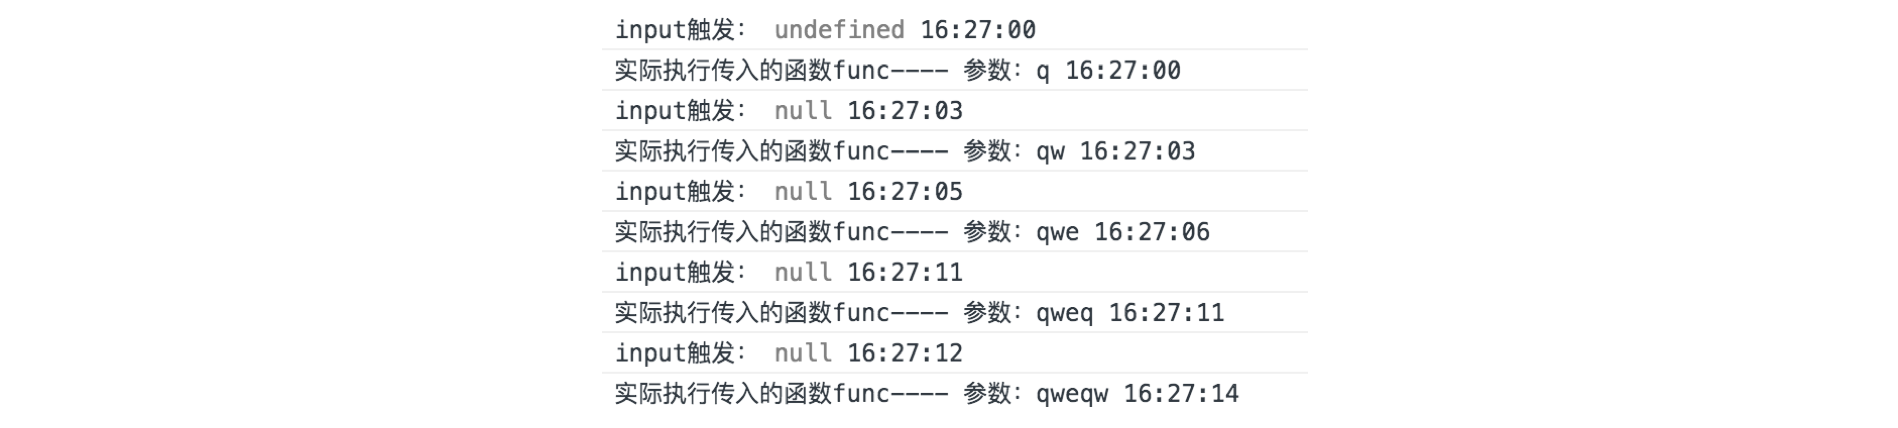 input触发： undefined 16:27:00
实际执行传入的函数func---- 参数：q 16:27:00
input触发： null 16:27:03
实际执行传入的函数func---- 参数：qw 16:27:03
input触发： null 16:27:05
实际执行传入的函数func---- 参数：qwe 16:27:06
input触发： null 16:27:11
实际执行传入的函数func---- 参数：qweq 16:27:11
input触发： null 16:27:12
实际执行传入的函数func---- 参数：qweqw 16:27:14